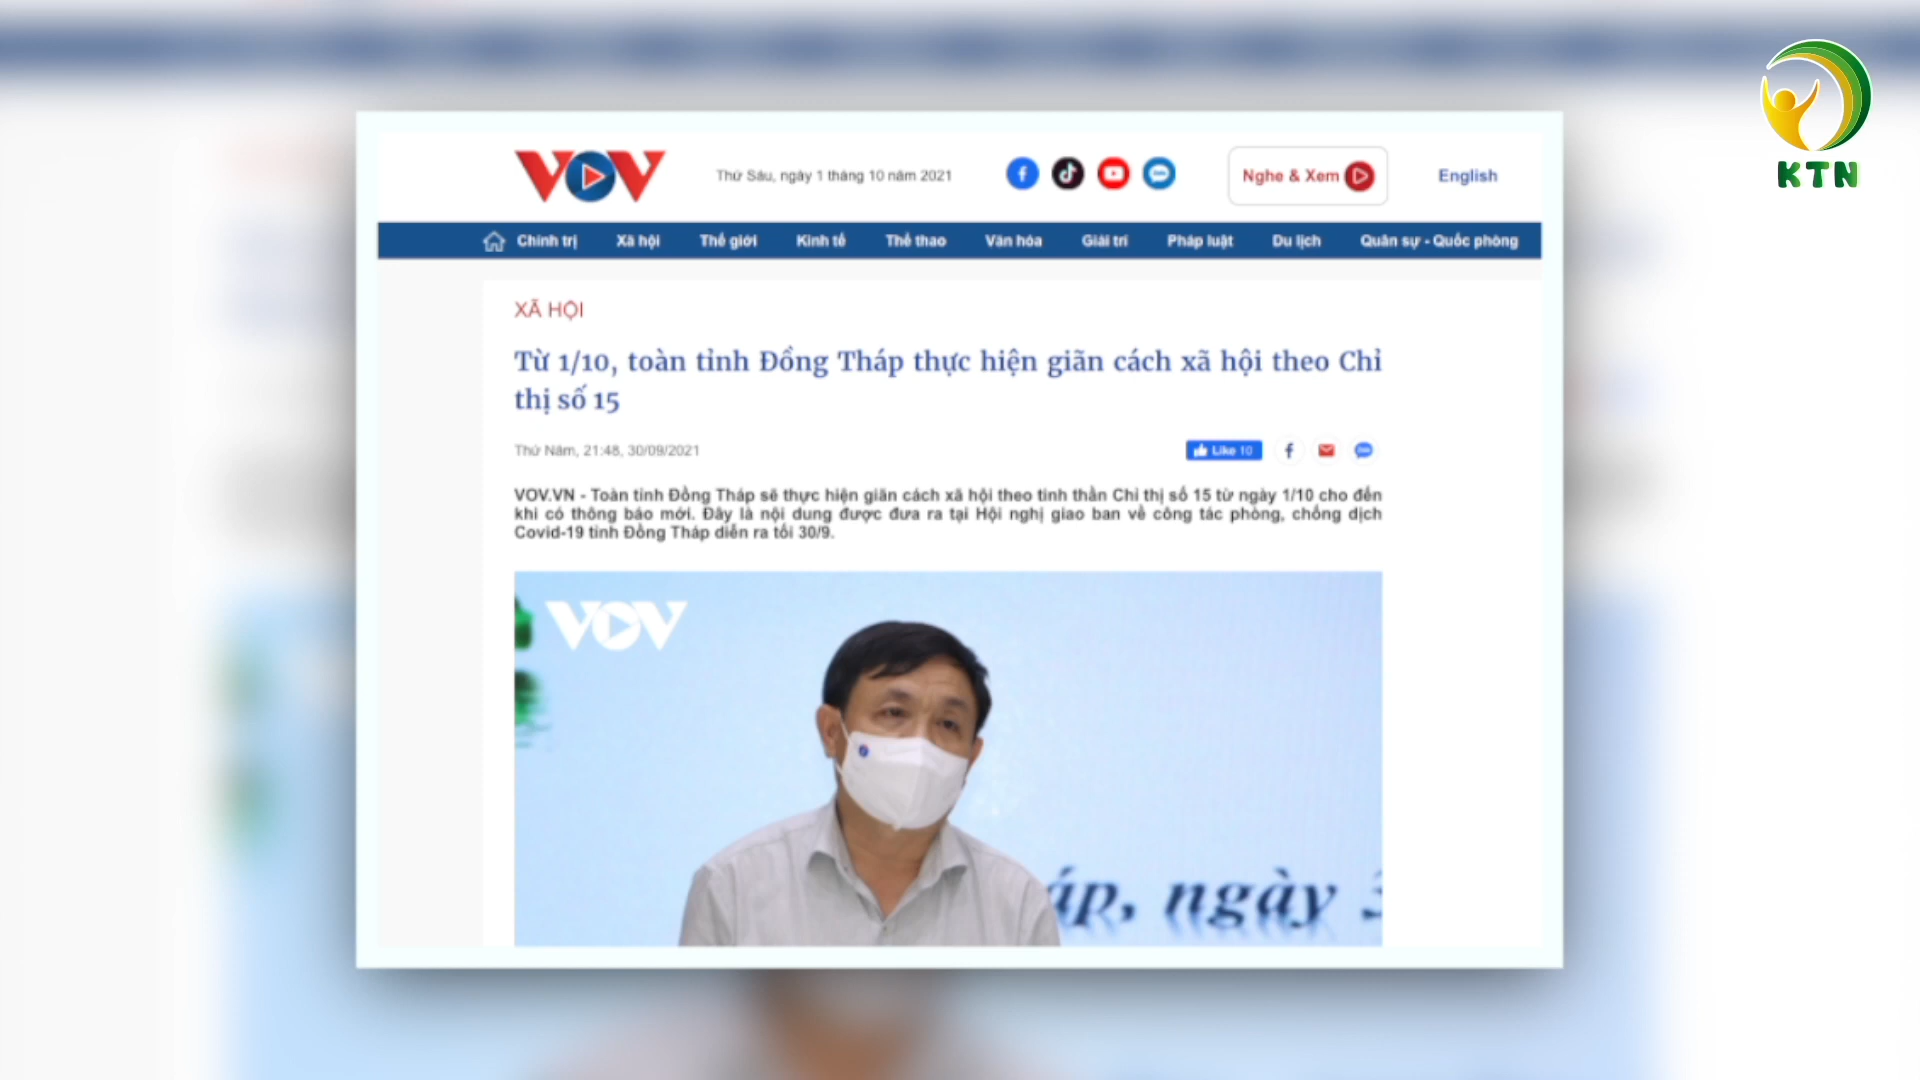 KTN
VOV
Thứ Sáu, ngày 1 tháng 10 năm 2021
Nghe & Xem
English
Chính trị Xã hội Thế giới Kinh tế Thể thao Văn hóa Giải trí Pháp luật Du lịch Quân sự - Quốc phòng
XÃ HỘI
Từ 1/10, toàn tỉnh Đồng Tháp thực hiện giãn cách xã hội theo Chỉ
thị số 15
Thứ Năm, 21:48, 30/09/2021
Like 10
VOV.VN - Toàn tỉnh Đồng Tháp sẽ thực hiện giãn cách xã hội theo tinh thần Chỉ thị số 15 từ ngày 1/10 cho đến
khi có thông báo mới. Đây là nội dung được đưa ra tại Hội nghị giao ban về công tác phòng, chống dịch
Covid-19 tỉnh Đồng Tháp diễn ra tối 30/9.
VOV
áp, ngày 3